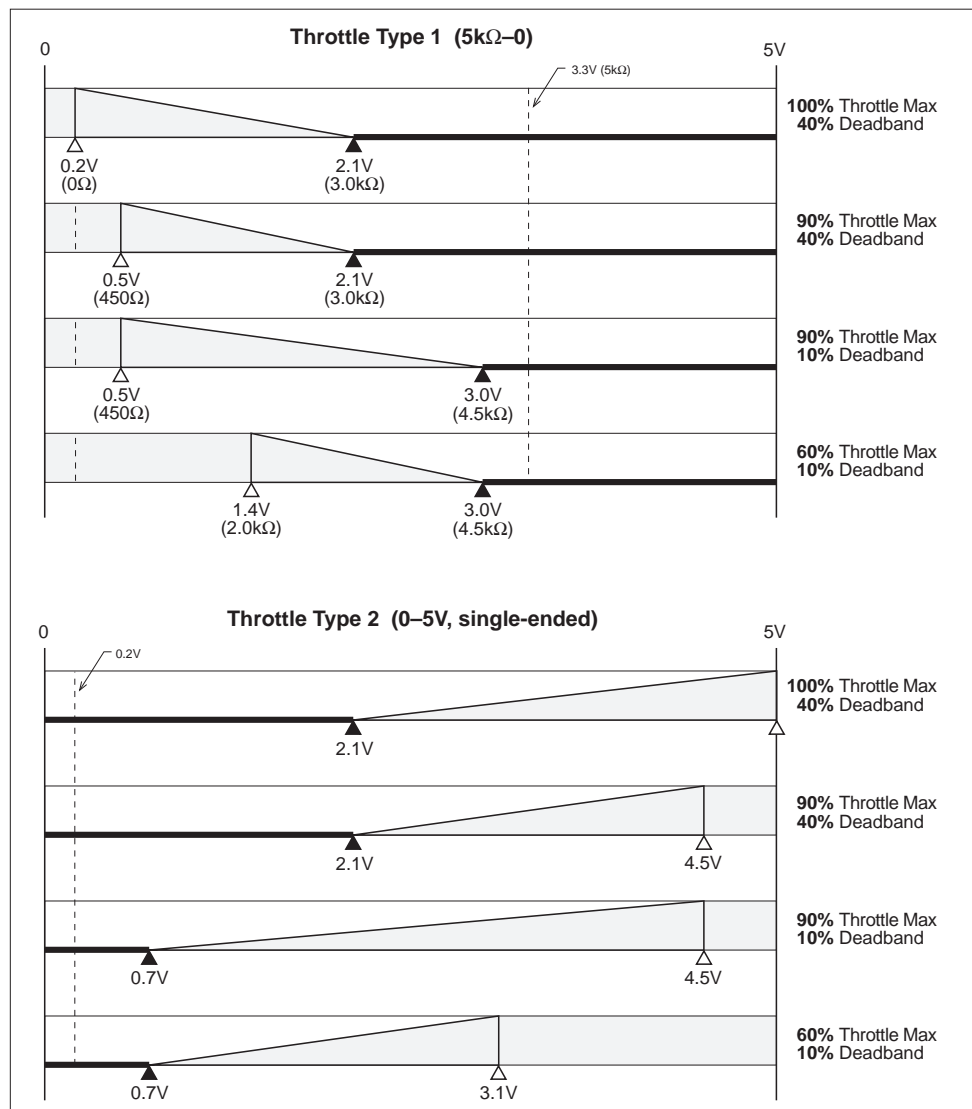 Throttle Type 1 (5kΩ–0)
0
5V
3.3V (5kΩ)
100% Throttle Max
40% Deadband
0.2V
(0Ω)
2.1V
(3.0kΩ)
90% Throttle Max
40% Deadband
0.5V
(450Ω)
2.1V
(3.0kΩ)
90% Throttle Max
10% Deadband
0.5V
(450Ω)
3.0V
(4.5kΩ)
60% Throttle Max
10% Deadband
1.4V
(2.0kΩ)
3.0V
(4.5kΩ)
Throttle Type 2 (0–5V, single-ended)
0
5V
0.2V
100% Throttle Max
40% Deadband
2.1V
90% Throttle Max
40% Deadband
2.1V
4.5V
90% Throttle Max
10% Deadband
0.7V
4.5V
60% Throttle Max
10% Deadband
0.7V
3.1V